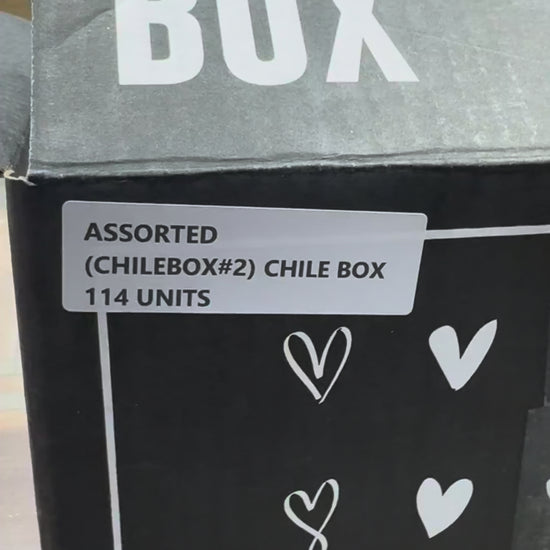 BOX
ASSORTED
(CHILEBOX#2) CHILE BOX
114 UNITS